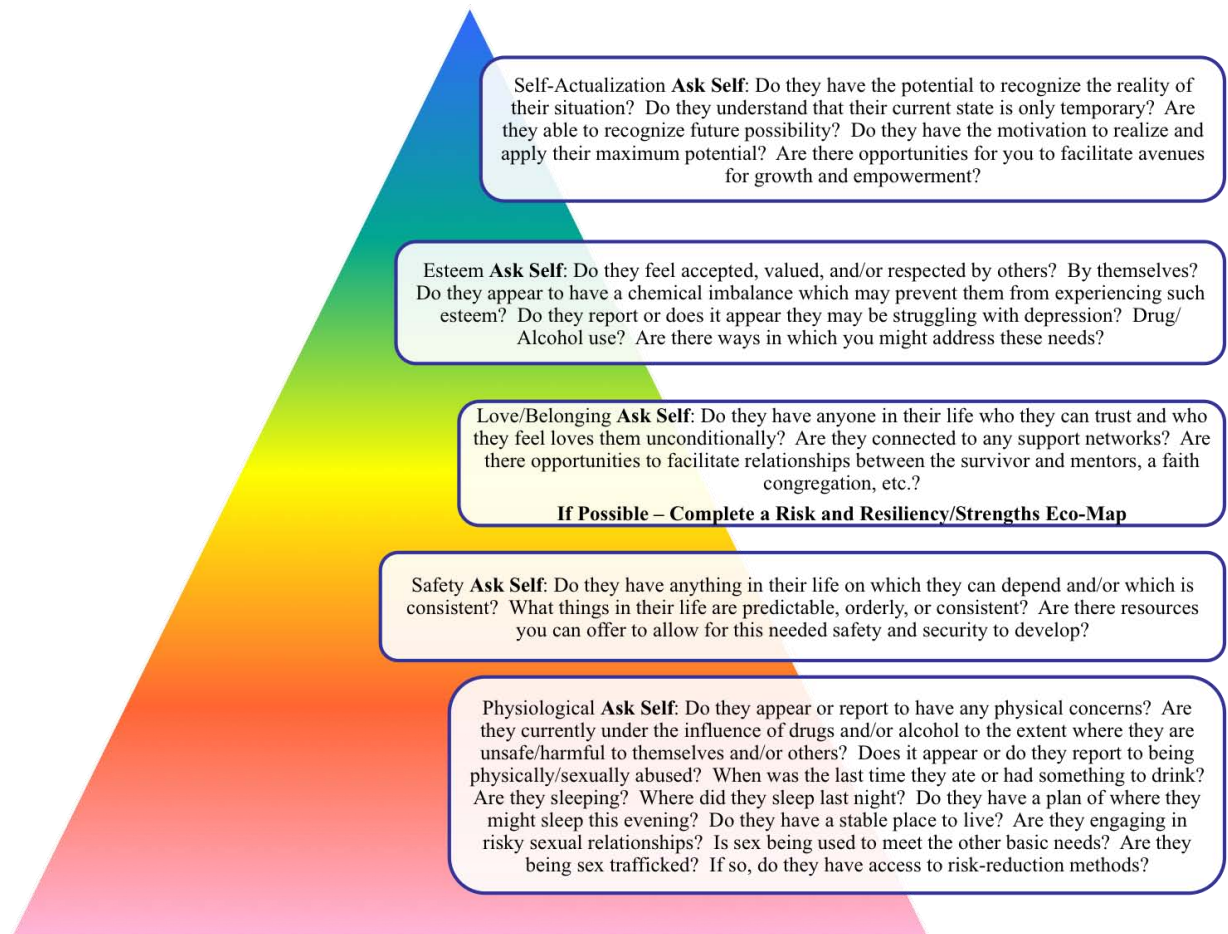 Self-Actualization Ask Self: Do they have the potential to recognize the reality of
their situation?  Do they understand that their current state is only temporary?  Are
they able to recognize future possibility?  Do they have the motivation to realize and
apply their maximum potential?  Are there opportunities for you to facilitate avenues
for growth and empowerment?
Esteem Ask Self: Do they feel accepted, valued, and/or respected by others?  By themselves?
Do they appear to have a chemical imbalance which may prevent them from experiencing such
esteem?  Do they report or does it appear they may be struggling with depression?  Drug/
Alcohol use?  Are there ways in which you might address these needs?
Love/Belonging Ask Self: Do they have anyone in their life who they can trust and who
they feel loves them unconditionally?  Are they connected to any support networks?  Are
there opportunities to facilitate relationships between the survivor and mentors, a faith
congregation, etc.?
If Possible – Complete a Risk and Resiliency/Strengths Eco-Map
Safety Ask Self: Do they have anything in their life on which they can depend and/or which is
consistent?  What things in their life are predictable, orderly, or consistent?  Are there resources
you can offer to allow for this needed safety and security to develop?
Physiological Ask Self: Do they appear or report to have any physical concerns?  Are
they currently under the influence of drugs and/or alcohol to the extent where they are
unsafe/harmful to themselves and/or others?  Does it appear or do they report to being
physically/sexually abused?  When was the last time they ate or had something to drink?
Are they sleeping?  Where did they sleep last night?  Do they have a plan of where they
might sleep this evening?  Do they have a stable place to live?  Are they engaging in
risky sexual relationships?  Is sex being used to meet the other basic needs?  Are they
being sex trafficked?  If so, do they have access to risk-reduction methods?